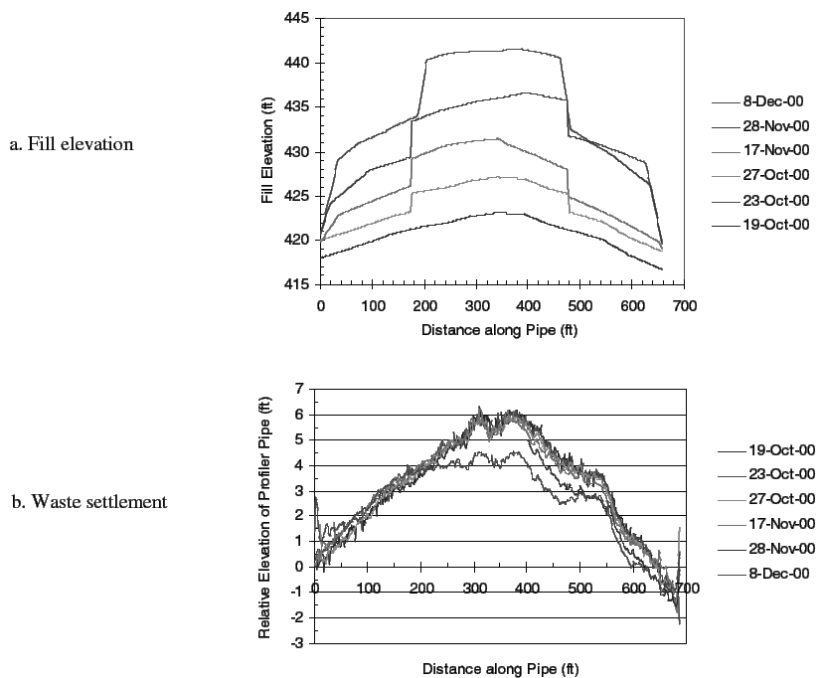 a. Fill elevation
Fill Elevation (ft)
445
440
435
430
425
420
415
0 100 200 300 400 500 600 700
Distance along Pipe (ft)
8-Dec-00
28-Nov-00
17-Nov-00
27-Oct-00
23-Oct-00
19-Oct-00
b. Waste settlement
Relative Elevation of Profiler Pipe (ft)
7
6
5
4
3
2
1
0
-1
-2
-3
0 100 200 300 400 500 600 700
Distance along Pipe (ft)
19-Oct-00
23-Oct-00
27-Oct-00
17-Nov-00
28-Nov-00
8-Dec-00